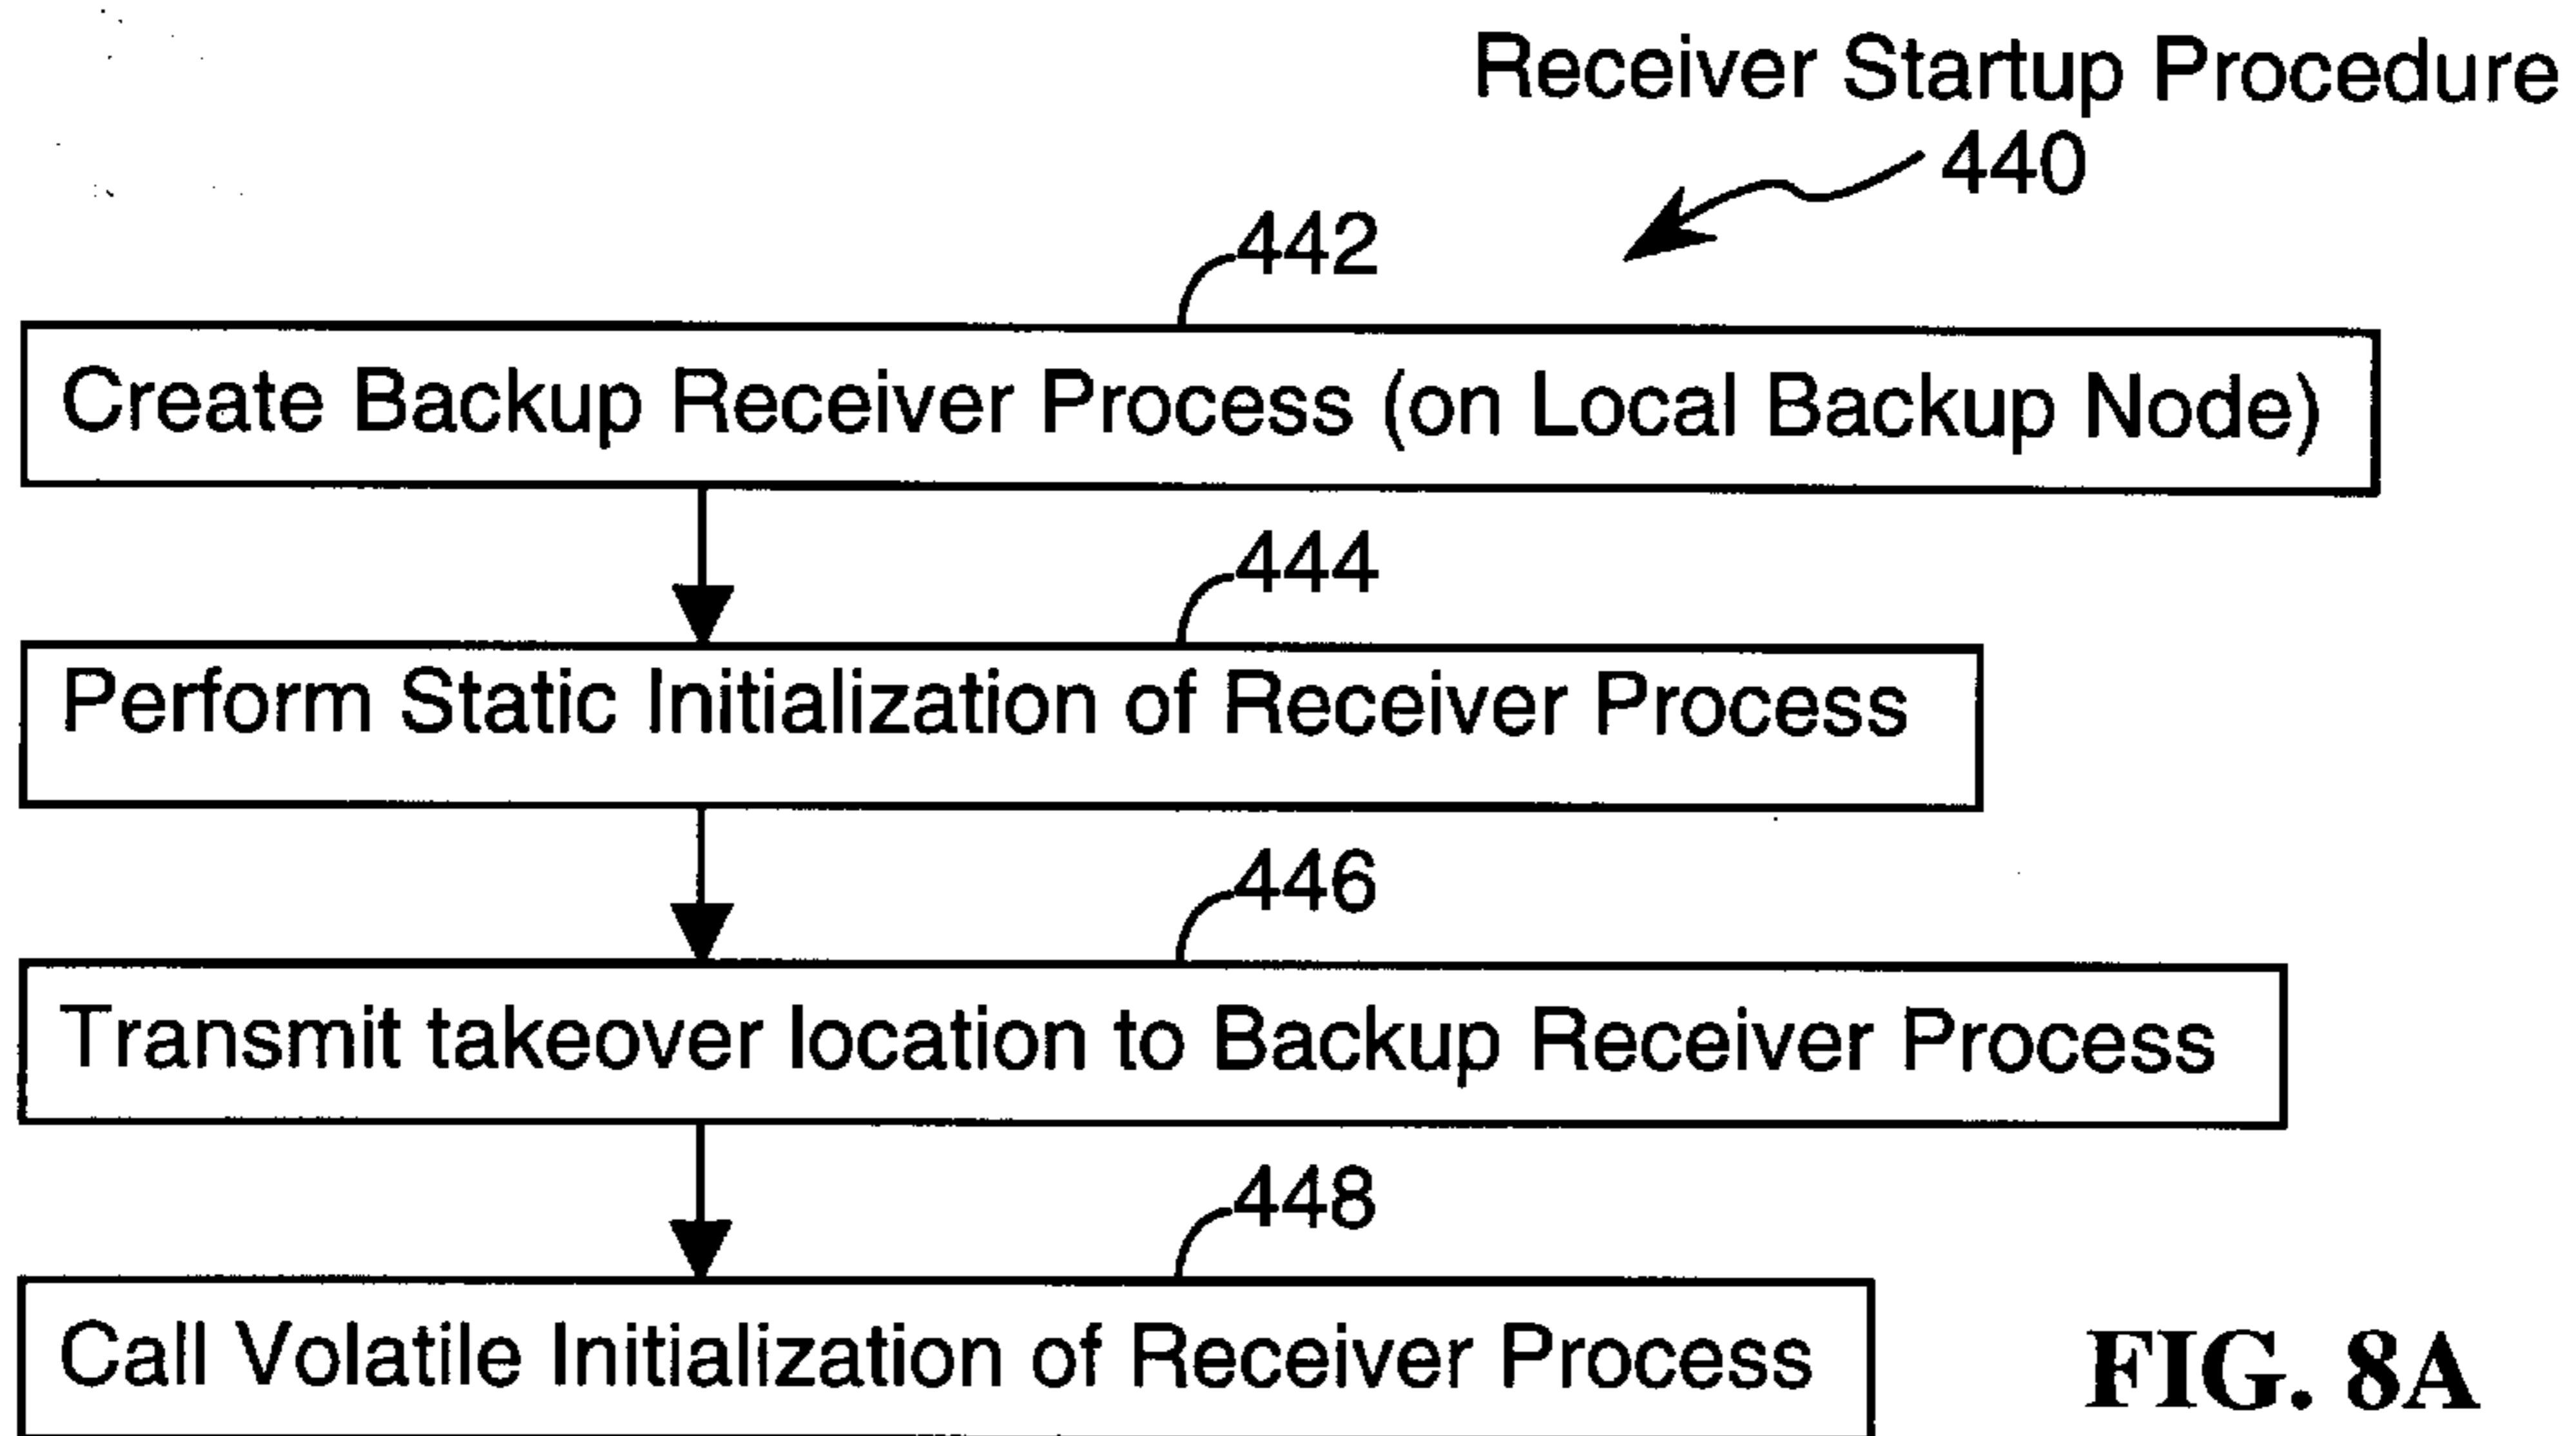 Receiver Startup Procedure
440
442
Create Backup Receiver Process (on Local Backup Node)
444
Perform Static Initialization of Receiver Process
446
Transmit takeover location to Backup Receiver Process
448
Call Volatile Initialization of Receiver Process
FIG. 8A